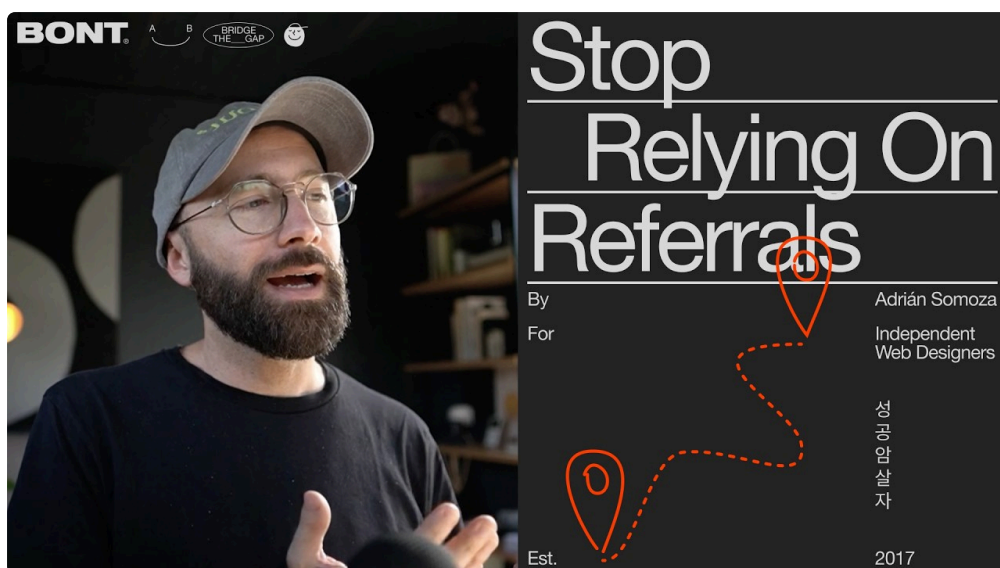 BONT®
A B
BRIDGE
THE GAP
Stop
Relying On
Referrals
By Adrián Somoza
For Independent
Web Designers
성
공
암
살
자
Est. 2017